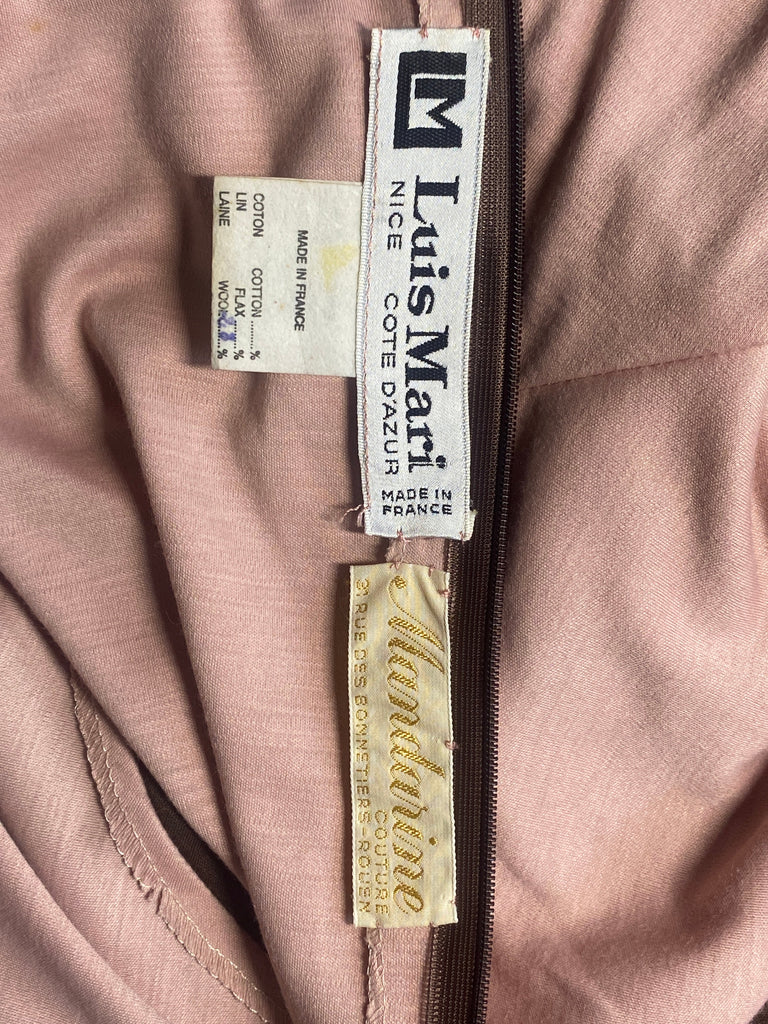 LM
Luis Mari
NICE COTE D'AZUR
MADE IN
FRANCE
MADE IN FRANCE
COTON COTTON .........%
LIN FLAX .........%
LAINE WOOL .........%
Mandarine
COUTURE
RUE DES BONNETIERS-ROUEN